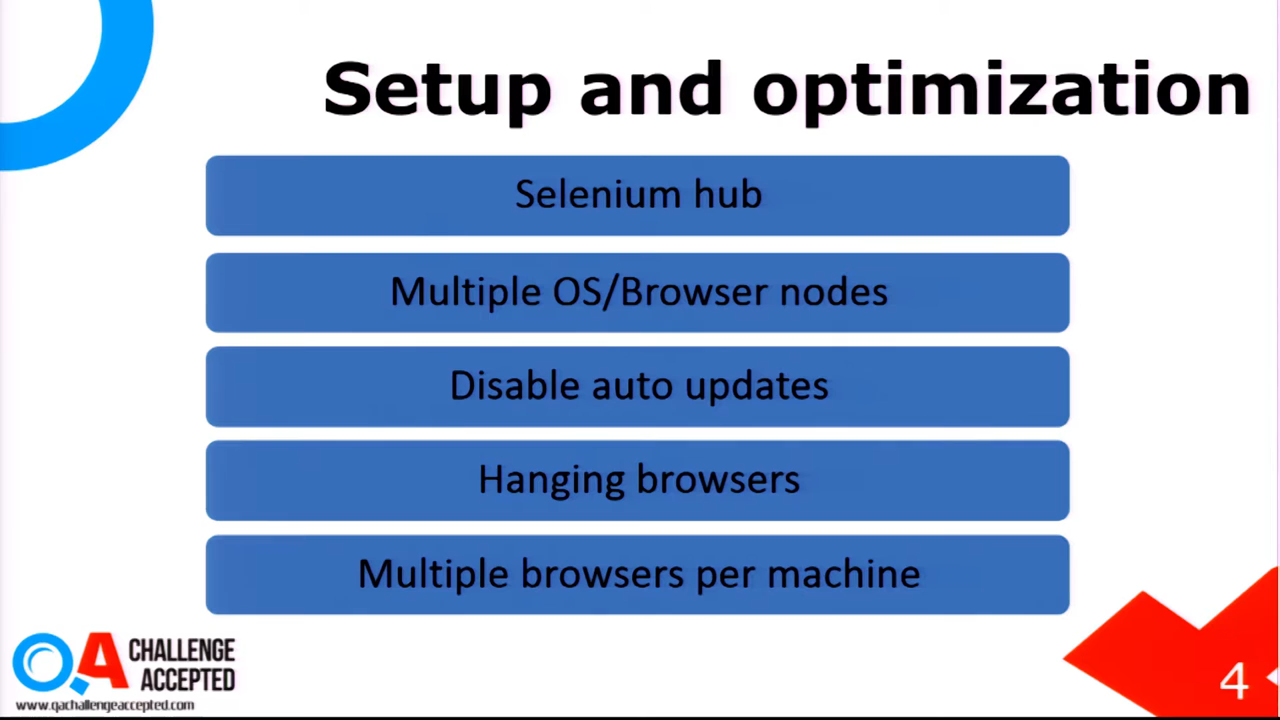 Setup and optimization
Selenium hub
Multiple OS/Browser nodes
Disable auto updates
Hanging browsers
Multiple browsers per machine
QA CHALLENGE
ACCEPTED
www.qachallengeaccepted.com
4